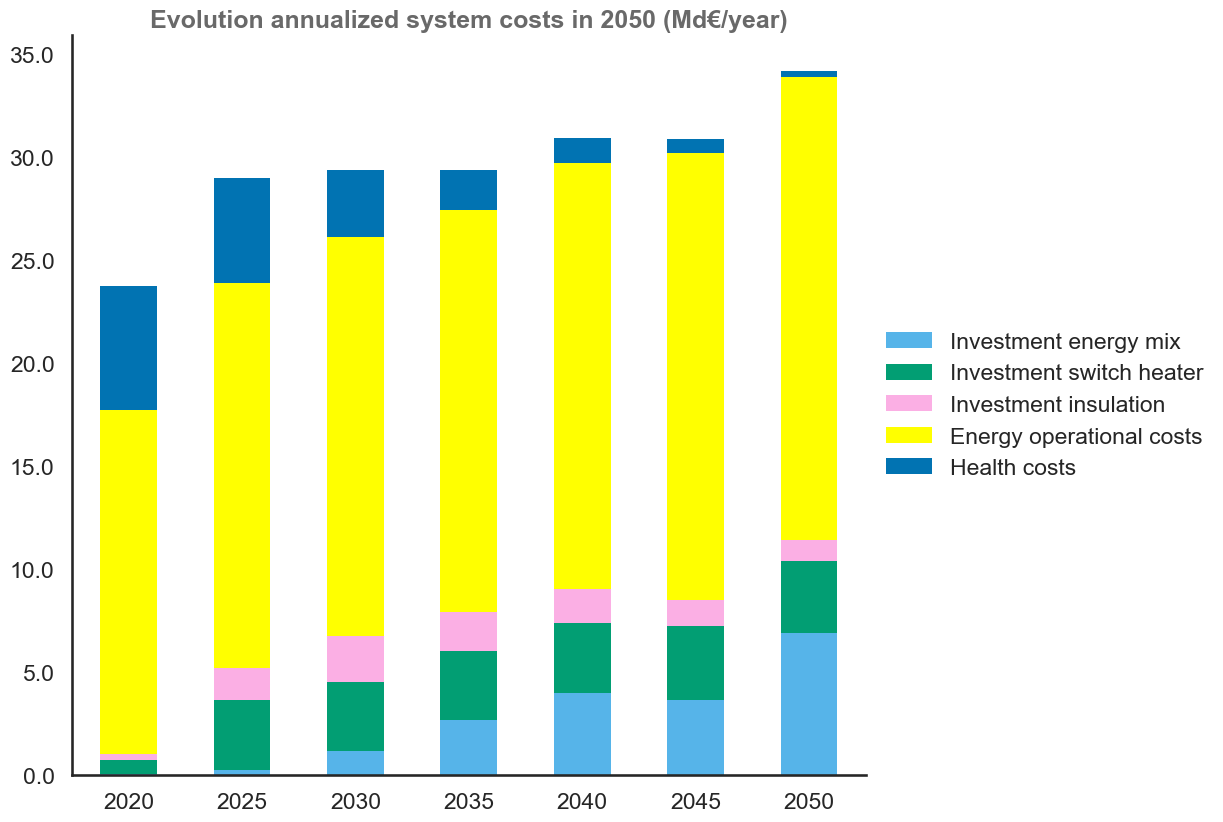 Evolution annualized system costs in 2050 (Md€/year)
35.0
30.0
25.0
20.0
15.0
10.0
5.0
0.0
2020 2025 2030 2035 2040 2045 2050
Investment energy mix
Investment switch heater
Investment insulation
Energy operational costs
Health costs